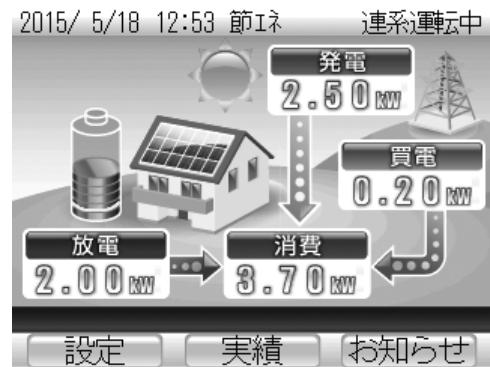 2015/ 5/18 12:53 節エネ 連系運転中
発電
2.50kW
買電
0.20kW
放電
2.00kW
消費
3.70kW
設定 実績 お知らせ